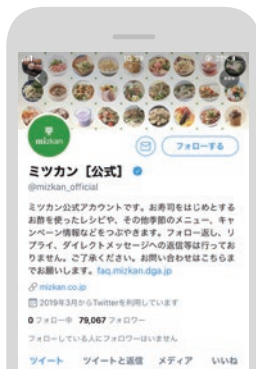 mizkan
フォローする
ミツカン【公式】
@mizkan_official
ミツカン公式アカウントです。お寿司をはじめとする
お酢を使ったレシピや、その他季節のメニュー、キャ
ンペーン情報などをつぶやきます。フォロー返し、リ
プライ、ダイレクトメッセージへの返信等は行ってお
りません。ご了承ください。お問い合わせはこちらま
でお願いします。faq.mizkan.dga.jp
mizkan.co.jp
2019年3月からTwitterを利用しています
0 フォロー中 79,067 フォロワー
フォローしている人にフォロワーはいません
ツイート ツイートと返信 メディア いいね